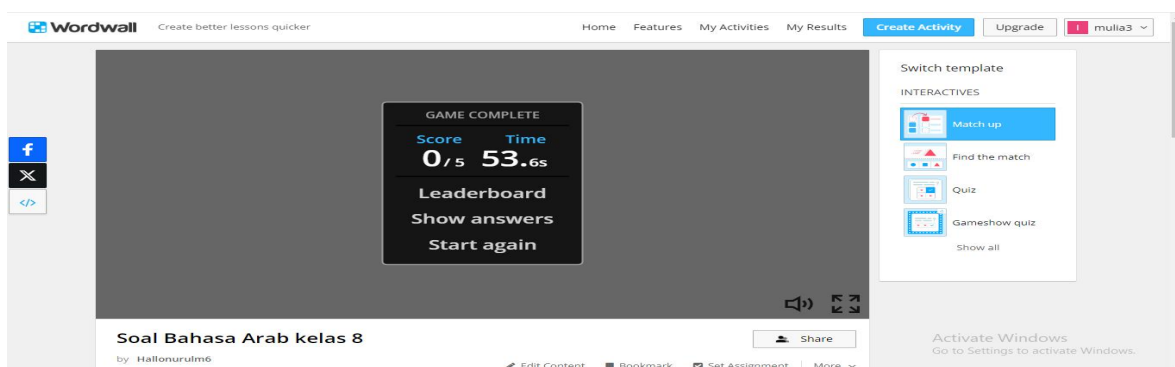 Wordwall Create better lessons quicker Home Features My Activities My Results Create Activity Upgrade I mulia3
Switch template
INTERACTIVES
Match up
Find the match
Quiz
Gameshow quiz
Show all
GAME COMPLETE
Score Time
0/5 53.6s
Leaderboard
Show answers
Start again
f
X
</>
Soal Bahasa Arab kelas 8
Share
by Hallonurulm6
Edit Content Bookmark Set Assignment More
Activate Windows
Go to Settings to activate Windows.